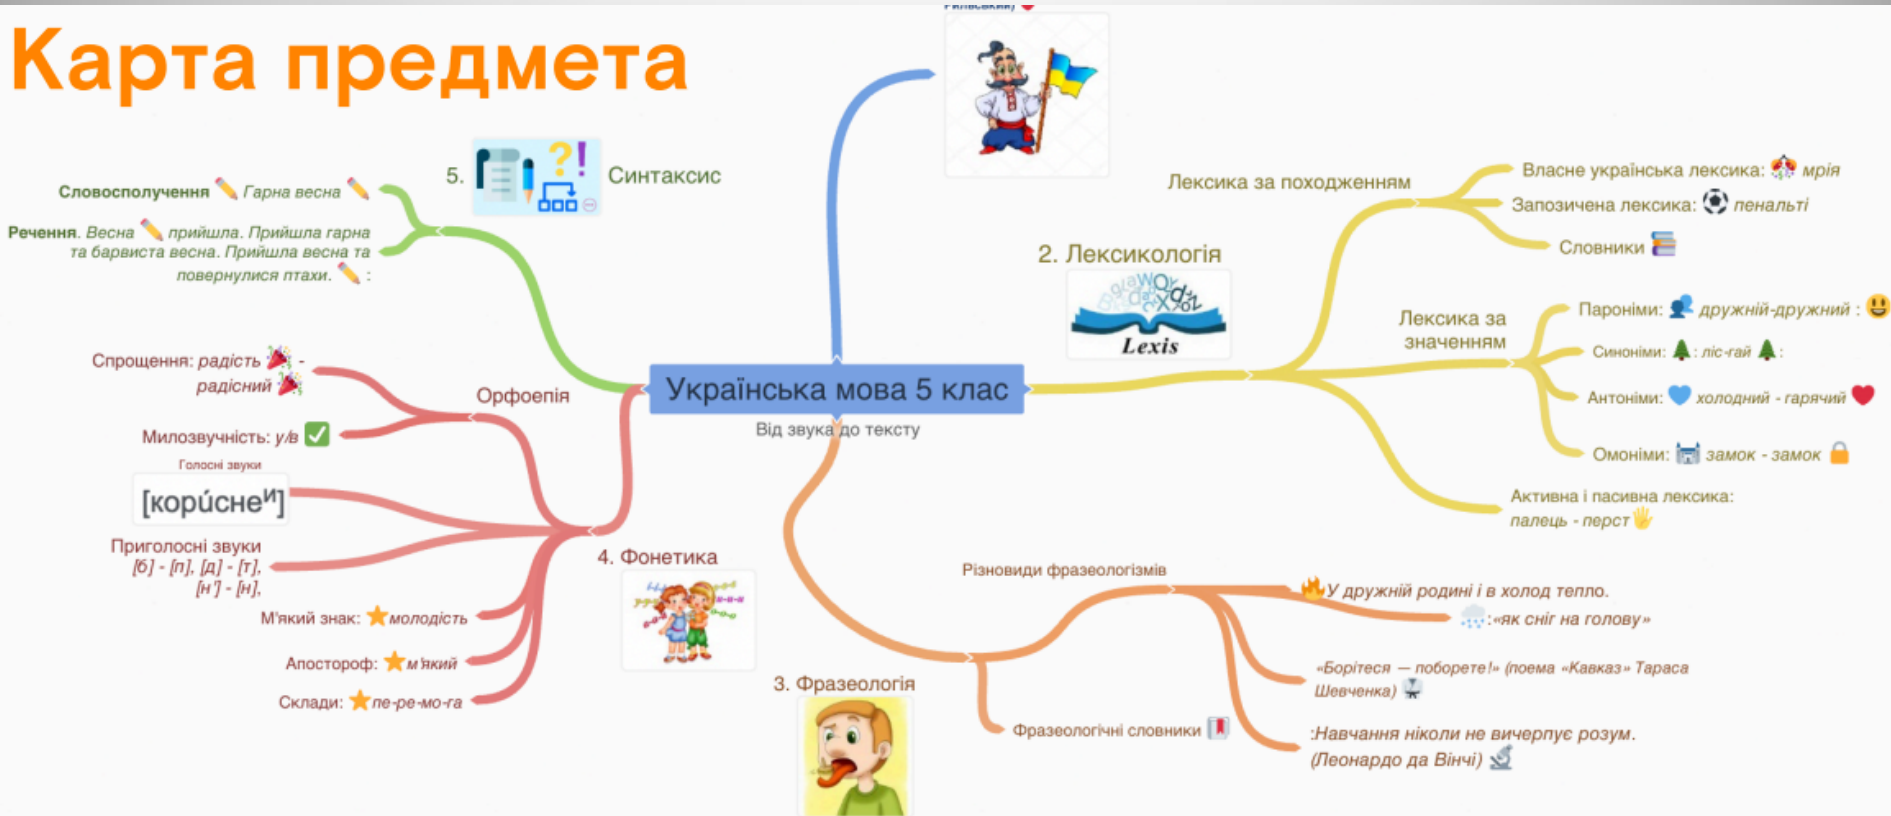 Рильський)
Карта предмета
5.
Синтаксис
Словосполучення Гарна весна
Речення. Весна прийшла. Прийшла гарна
та барвиста весна. Прийшла весна та
повернулися птахи. :
Спрощення: радість -
радісний
Орфоепія
Милозвучність: у/в
Голосні звуки
[кори́снеᴵ]
Приголосні звуки
[б] - [п], [д] - [т],
[н'] - [н],
4. Фонетика
М'який знак: молодість
Апостороф: м'який
Склади: пе-ре-мо-га
Українська мова 5 клас
Від звука до тексту
2. Лексикологія
Lexis
Лексика за походженням
Власне українська лексика: мрія
Запозичена лексика: пенальті
Словники
Лексика за
значенням
Пароніми: дружній-дружний :
Синоніми: : ліс-гай :
Антоніми: холодний - гарячий
Омоніми: замок - замок
Активна і пасивна лексика:
палець - перст
3. Фразеологія
Різновиди фразеологізмів
У дружній родині і в холод тепло.
:«як сніг на голову»
«Борітеся — поборете!» (поема «Кавказ» Тараса
Шевченка)
:Навчання ніколи не вичерпує розум.
(Леонардо да Вінчі)
Фразеологічні словники